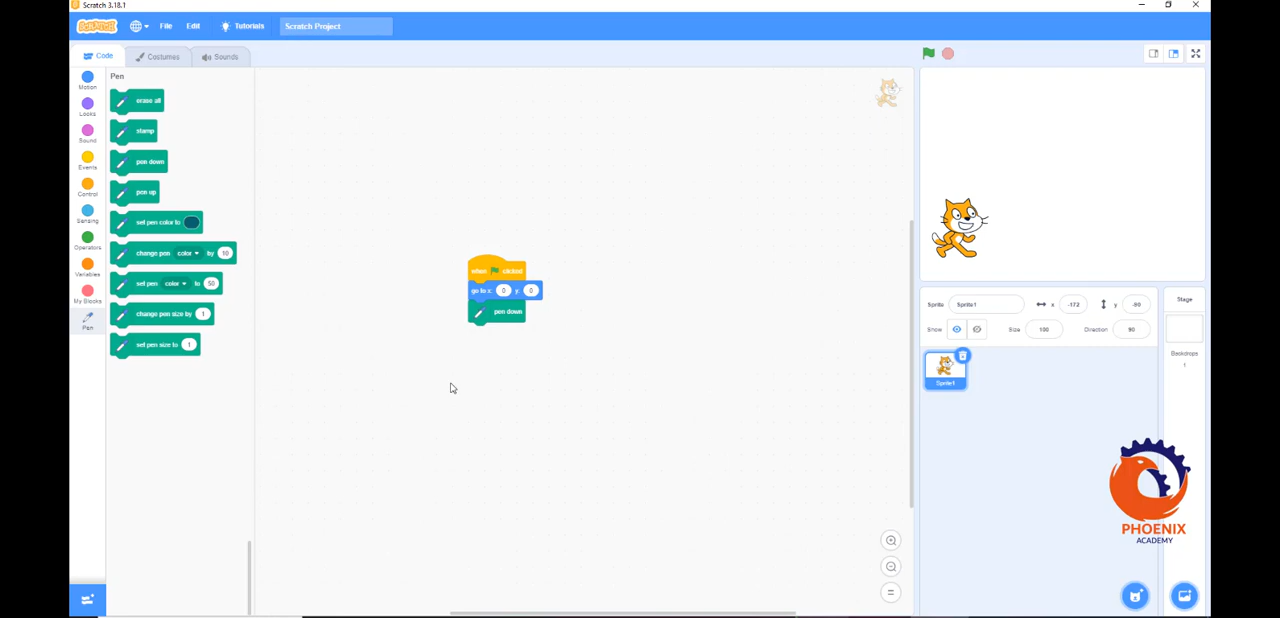 Scratch 3.18.1
SCRATCH File Edit Tutorials Scratch Project
Code Costumes Sounds
Motion
Looks
Sound
Events
Control
Sensing
Operators
Variables
My Blocks
Pen
Pen
erase all
stamp
pen down
pen up
set pen color to
change pen color by 10
set pen color to 50
change pen size by 1
set pen size to 1
when clicked
go to x: 0 y: 0
pen down
Sprite Sprite1 x -172 y -80
Show Size 100 Direction 90
Sprite1
Stage
Backdrops
1
PHOENIX
ACADEMY